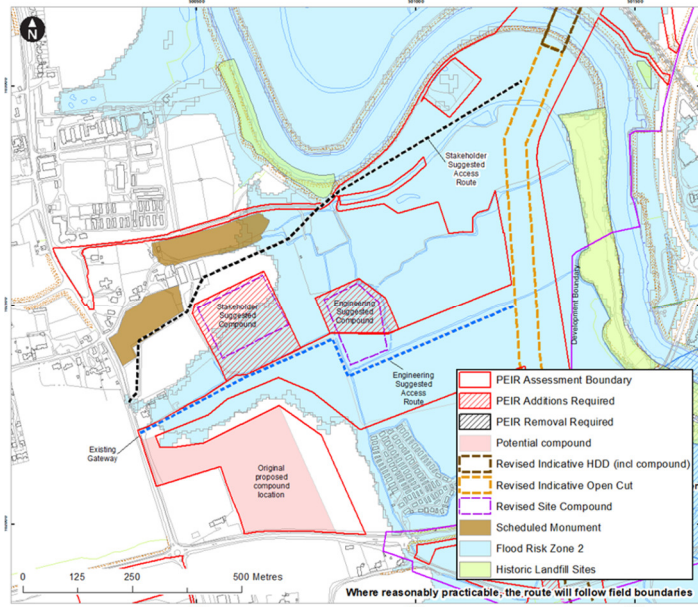 N
Stakeholder
Suggested
Access
Route
Development Boundary
Stakeholder
Suggested
Compound
Engineering
Suggested
Compound
Engineering
Suggested
Access
Route
Existing
Gateway
Original
proposed
compound
location
PEIR Assessment Boundary
PEIR Additions Required
PEIR Removal Required
Potential compound
Revised Indicative HDD (incl compound)
Revised Indicative Open Cut
Revised Site Compound
Scheduled Monument
Flood Risk Zone 2
Historic Landfill Sites
0 125 250 500 Metres
Where reasonably practicable, the route will follow field boundaries